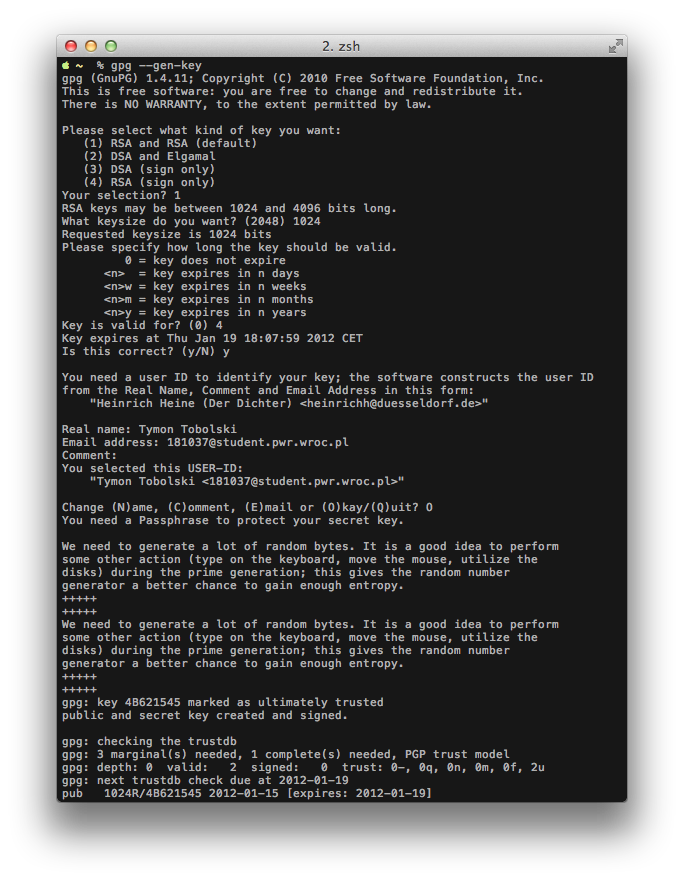 2. zsh
~ % gpg --gen-key
gpg (GnuPG) 1.4.11; Copyright (C) 2010 Free Software Foundation, Inc.
This is free software: you are free to change and redistribute it.
There is NO WARRANTY, to the extent permitted by law.
Please select what kind of key you want:
(1) RSA and RSA (default)
(2) DSA and Elgamal
(3) DSA (sign only)
(4) RSA (sign only)
Your selection? 1
RSA keys may be between 1024 and 4096 bits long.
What keysize do you want? (2048) 1024
Requested keysize is 1024 bits
Please specify how long the key should be valid.
0 = key does not expire
<n>  = key expires in n days
<n>w = key expires in n weeks
<n>m = key expires in n months
<n>y = key expires in n years
Key is valid for? (0) 4
Key expires at Thu Jan 19 18:07:59 2012 CET
Is this correct? (y/N) y
You need a user ID to identify your key; the software constructs the user ID
from the Real Name, Comment and Email Address in this form:
"Heinrich Heine (Der Dichter) <heinrichh@duesseldorf.de>"
Real name: Tymon Tobolski
Email address: 181037@student.pwr.wroc.pl
Comment:
You selected this USER-ID:
"Tymon Tobolski <181037@student.pwr.wroc.pl>"
Change (N)ame, (C)omment, (E)mail or (O)kay/(Q)uit? O
You need a Passphrase to protect your secret key.
We need to generate a lot of random bytes. It is a good idea to perform
some other action (type on the keyboard, move the mouse, utilize the
disks) during the prime generation; this gives the random number
generator a better chance to gain enough entropy.
+++++
+++++
We need to generate a lot of random bytes. It is a good idea to perform
some other action (type on the keyboard, move the mouse, utilize the
disks) during the prime generation; this gives the random number
generator a better chance to gain enough entropy.
+++++
+++++
gpg: key 4B621545 marked as ultimately trusted
public and secret key created and signed.
gpg: checking the trustdb
gpg: 3 marginal(s) needed, 1 complete(s) needed, PGP trust model
gpg: depth: 0  valid:   2  signed:   0  trust: 0-, 0q, 0n, 0m, 0f, 2u
gpg: next trustdb check due at 2012-01-19
pub   1024R/4B621545 2012-01-15 [expires: 2012-01-19]